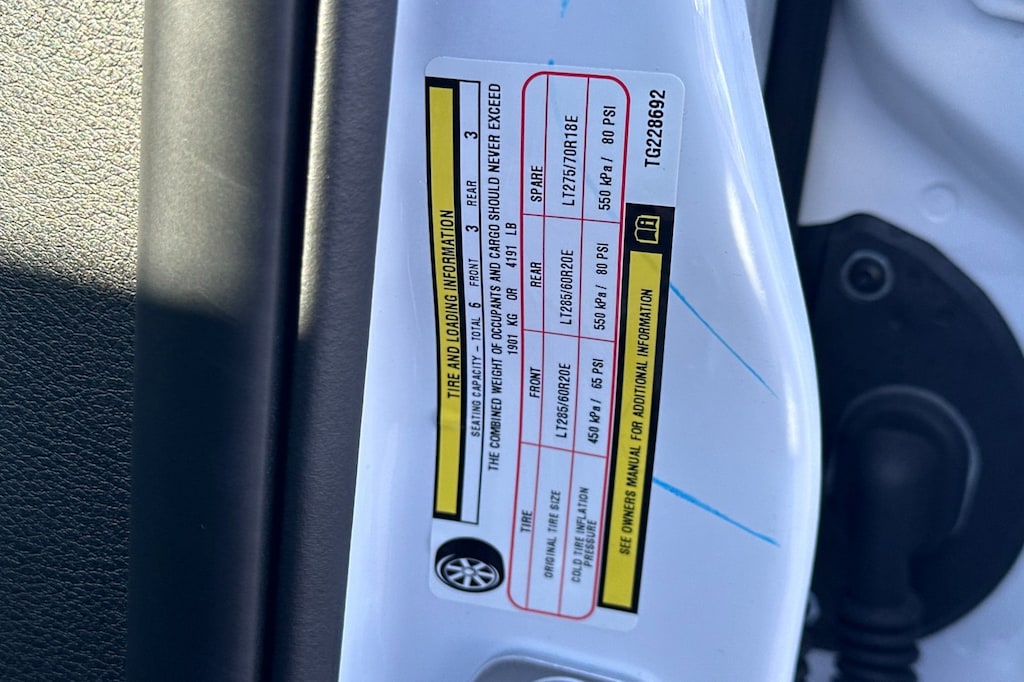 TIRE AND LOADING INFORMATION
SEATING CAPACITY – TOTAL 6 FRONT 3 REAR 3
THE COMBINED WEIGHT OF OCCUPANTS AND CARGO SHOULD NEVER EXCEED
1901 KG OR 4191 LB
TIRE FRONT REAR SPARE
ORIGINAL TIRE SIZE LT285/60R20E LT285/60R20E LT275/70R18E
COLD TIRE INFLATION PRESSURE 450 kPa / 65 PSI 550 kPa / 80 PSI 550 kPa / 80 PSI
SEE OWNERS MANUAL FOR ADDITIONAL INFORMATION
TG228692